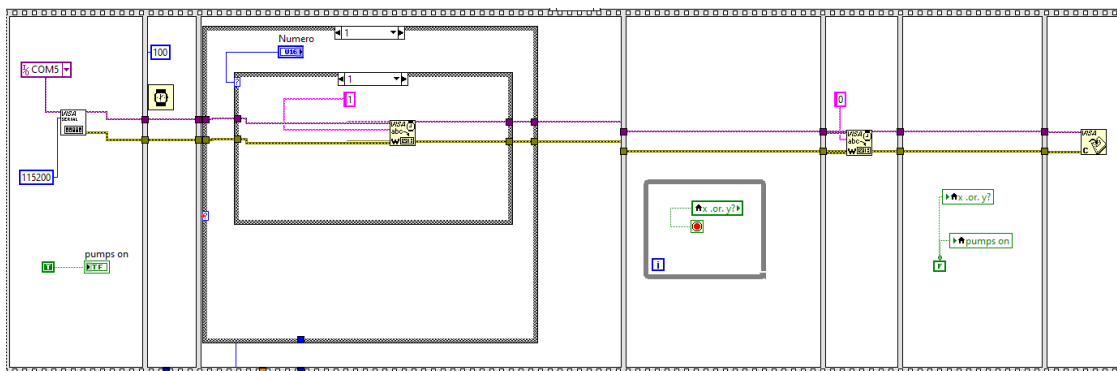 COM5
VISA
SERIAL
115200
T
pumps on
TF
100
1
Numero
U16
?
1
1
VISA
abc
W
x .or. y?
i
0
VISA
abc
W
x .or. y?
pumps on
F
VISA
C